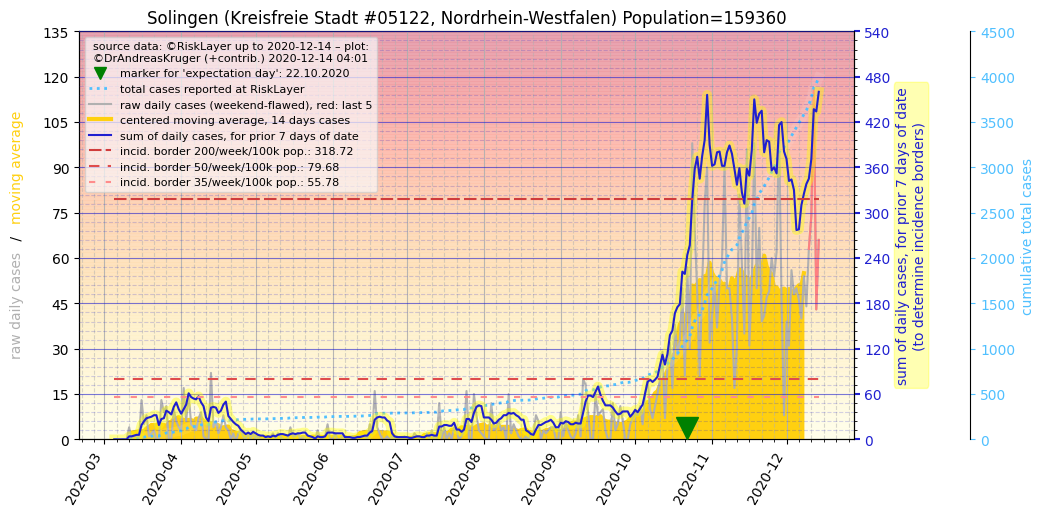 Solingen (Kreisfreie Stadt #05122, Nordrhein-Westfalen) Population=159360
source data: ©RiskLayer up to 2020-12-14 – plot:
©DrAndreasKruger (+contrib.) 2020-12-14 04:01
marker for 'expectation day': 22.10.2020
total cases reported at RiskLayer
raw daily cases (weekend-flawed), red: last 5
centered moving average, 14 days cases
sum of daily cases, for prior 7 days of date
incid. border 200/week/100k pop.: 318.72
incid. border 50/week/100k pop.: 79.68
incid. border 35/week/100k pop.: 55.78
raw daily cases / moving average
135
120
105
90
75
60
45
30
15
0
540
480
420
360
300
240
180
120
60
0
sum of daily cases, for prior 7 days of date
(to determine incidence borders)
4500
4000
3500
3000
2500
2000
1500
1000
500
0
cumulative total cases
2020-03
2020-04
2020-05
2020-06
2020-07
2020-08
2020-09
2020-10
2020-11
2020-12